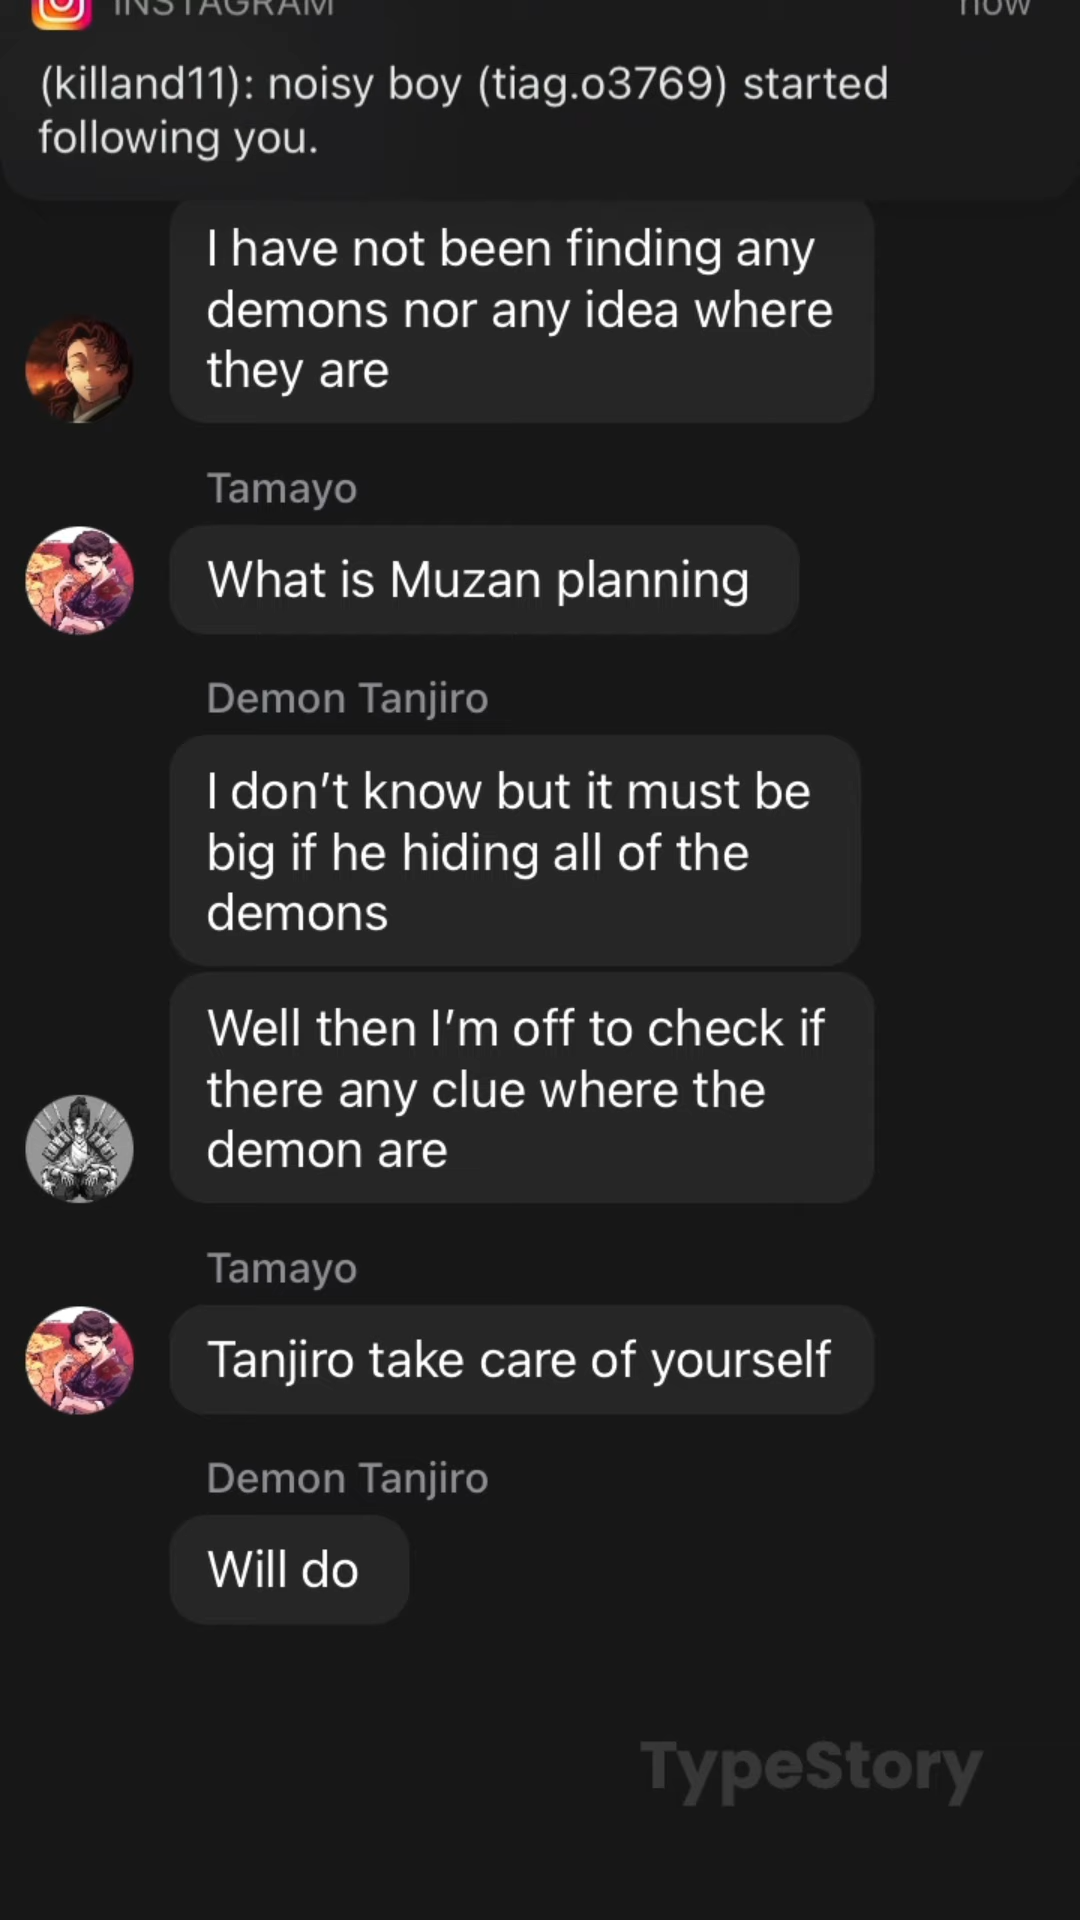 INSTAGRAM
now
(killand11): noisy boy (tiag.o3769) started
following you.
I have not been finding any
demons nor any idea where
they are
Tamayo
What is Muzan planning
Demon Tanjiro
I don’t know but it must be
big if he hiding all of the
demons
Well then I’m off to check if
there any clue where the
demon are
Tamayo
Tanjiro take care of yourself
Demon Tanjiro
Will do
TypeStory